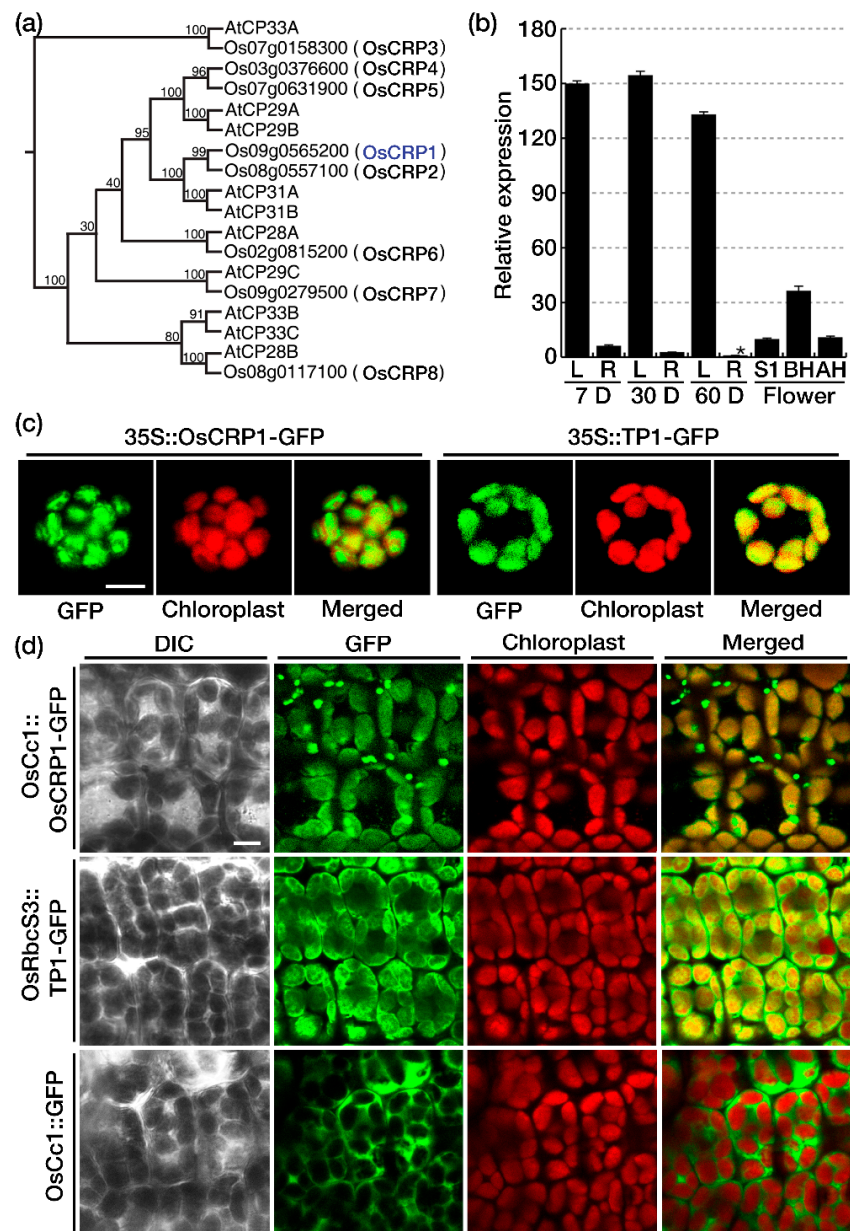 (a)
AtCP33A
100
Os07g0158300 (OsCRP3)
Os03g0376600 (OsCRP4)
96
Os07g0631900 (OsCRP5)
100
AtCP29A
100
AtCP29B
95
Os09g0565200 (OsCRP1)
99
Os08g0557100 (OsCRP2)
100
AtCP31A
100
AtCP31B
40
AtCP28A
100
Os02g0815200 (OsCRP6)
30
AtCP29C
100
Os09g0279500 (OsCRP7)
100
AtCP33B
91
AtCP33C
80
AtCP28B
100
Os08g0117100 (OsCRP8)
(b)
Relative expression
180
150
120
90
60
30
0
*
L R L R L R S1 BH AH
7 D 30 D 60 D Flower
(c)
35S::OsCRP1-GFP 35S::TP1-GFP
GFP Chloroplast Merged GFP Chloroplast Merged
(d)
DIC GFP Chloroplast Merged
OsCc1::
OsCRP1-GFP
OsRbcS3::
TP1-GFP
OsCc1::GFP